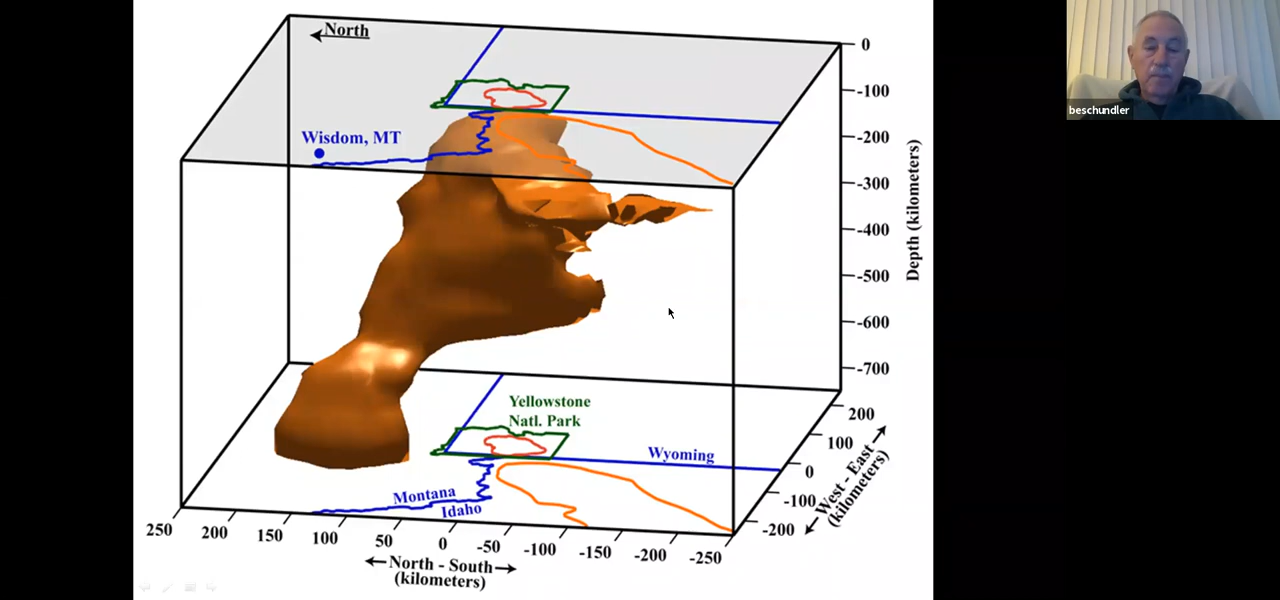 ← North
0
-100
-200
-300
-400
-500
-600
-700
Depth (kilometers)
Wisdom, MT
beschundler
Yellowstone
Natl. Park
Wyoming
Montana
Idaho
200
100
0
-100
-200
← West - East →
(kilometers)
250
200
150
100
50
0
-50
-100
-150
-200
-250
← North - South →
(kilometers)